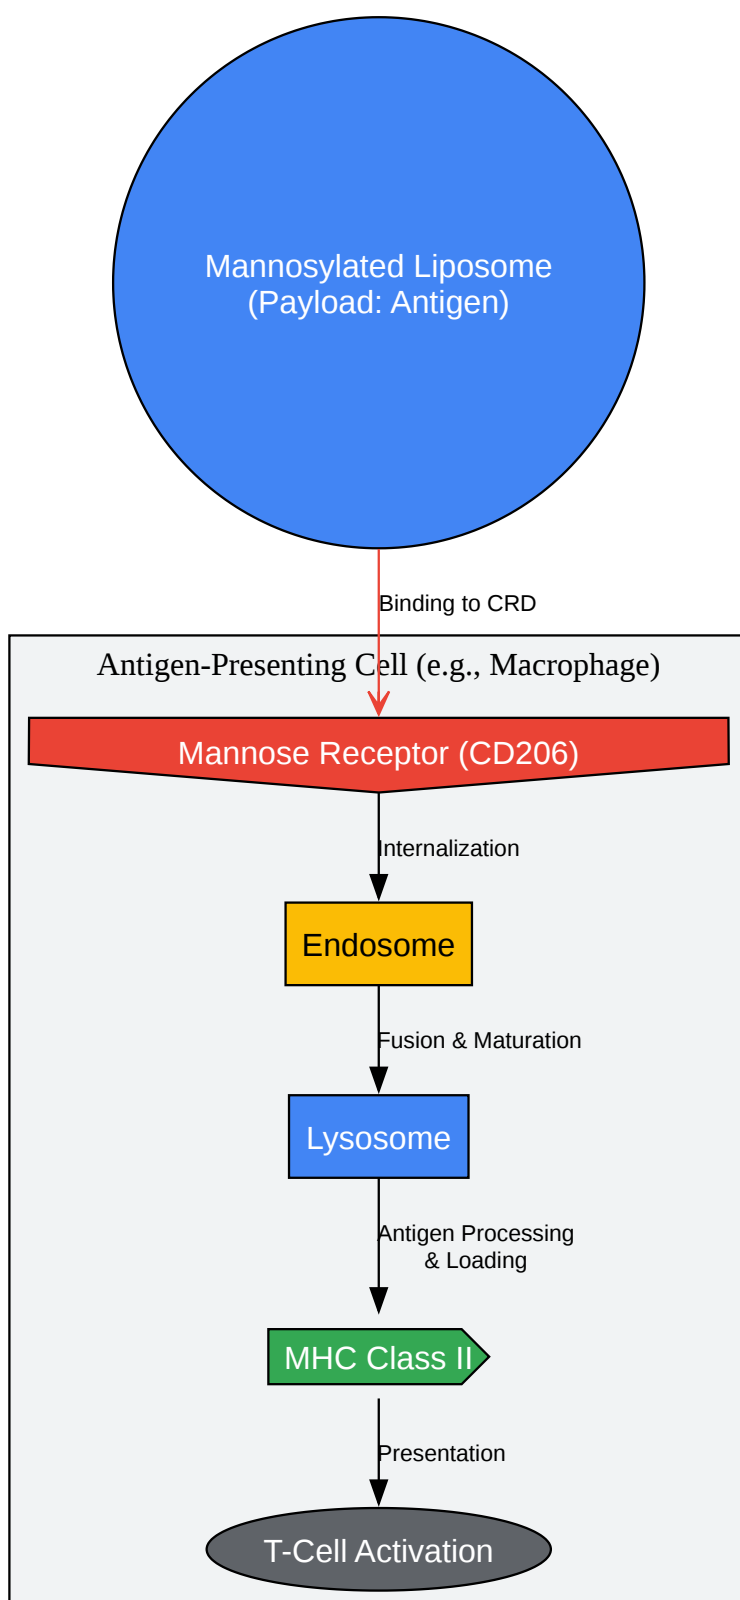 Mannosylated Liposome
(Payload: Antigen)
Binding to CRD
Antigen-Presenting Cell (e.g., Macrophage)
Mannose Receptor (CD206)
Internalization
Endosome
Fusion & Maturation
Lysosome
Antigen Processing
& Loading
MHC Class II
Presentation
T-Cell Activation